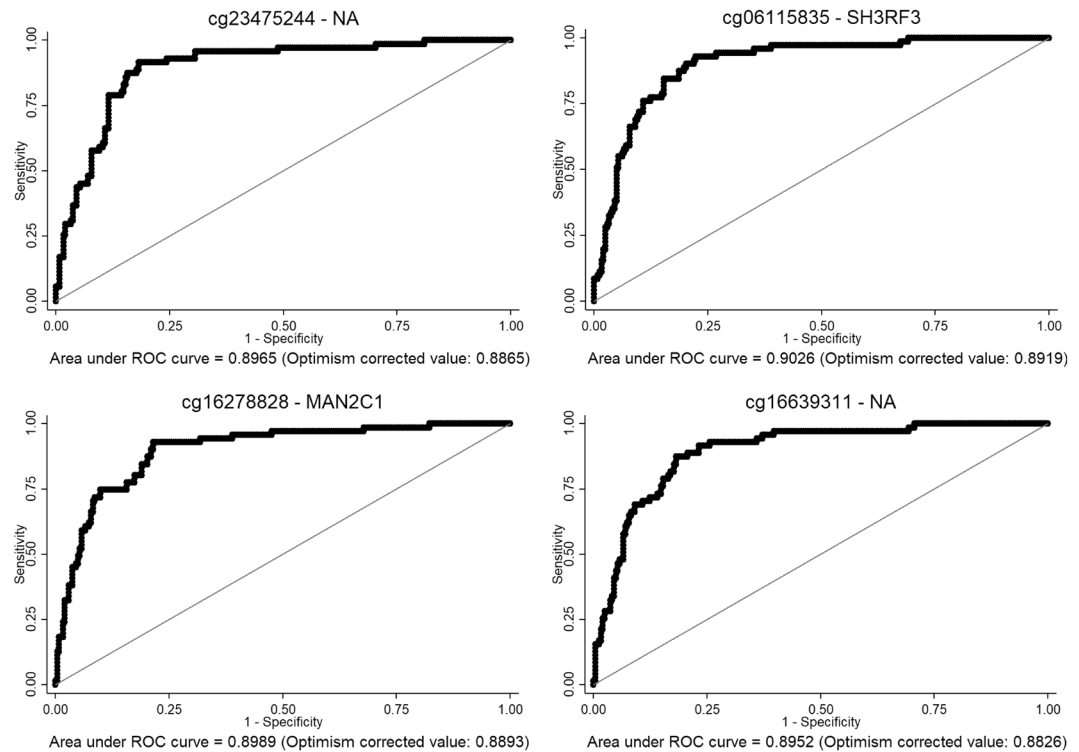 cg23475244 - NA
Sensitivity
1.00
0.75
0.50
0.25
0.00
0.00 0.25 0.50 0.75 1.00
1 - Specificity
Area under ROC curve = 0.8965 (Optimism corrected value: 0.8865)
cg06115835 - SH3RF3
Sensitivity
1.00
0.75
0.50
0.25
0.00
0.00 0.25 0.50 0.75 1.00
1 - Specificity
Area under ROC curve = 0.9026 (Optimism corrected value: 0.8919)
cg16278828 - MAN2C1
Sensitivity
1.00
0.75
0.50
0.25
0.00
0.00 0.25 0.50 0.75 1.00
1 - Specificity
Area under ROC curve = 0.8989 (Optimism corrected value: 0.8893)
cg16639311 - NA
Sensitivity
1.00
0.75
0.50
0.25
0.00
0.00 0.25 0.50 0.75 1.00
1 - Specificity
Area under ROC curve = 0.8952 (Optimism corrected value: 0.8826)